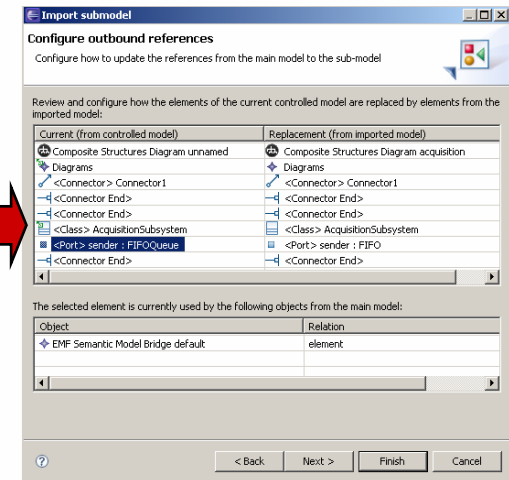 Import submodel
Configure outbound references
Configure how to update the references from the main model to the sub-model
Review and configure how the elements of the current controlled model are replaced by elements from the
imported model:
Current (from controlled model) Replacement (from imported model)
Composite Structures Diagram unnamed Composite Structures Diagram acquisition
Diagrams Diagrams
<Connector> Connector1 <Connector> Connector1
<Connector End> <Connector End>
<Connector End> <Connector End>
<Class> AcquisitionSubsystem <Class> AcquisitionSubsystem
<Port> sender : FIFOQueue <Port> sender : FIFO
<Connector End> <Connector End>
The selected element is currently used by the following objects from the main model:
Object Relation
EMF Semantic Model Bridge default element
< Back Next > Finish Cancel